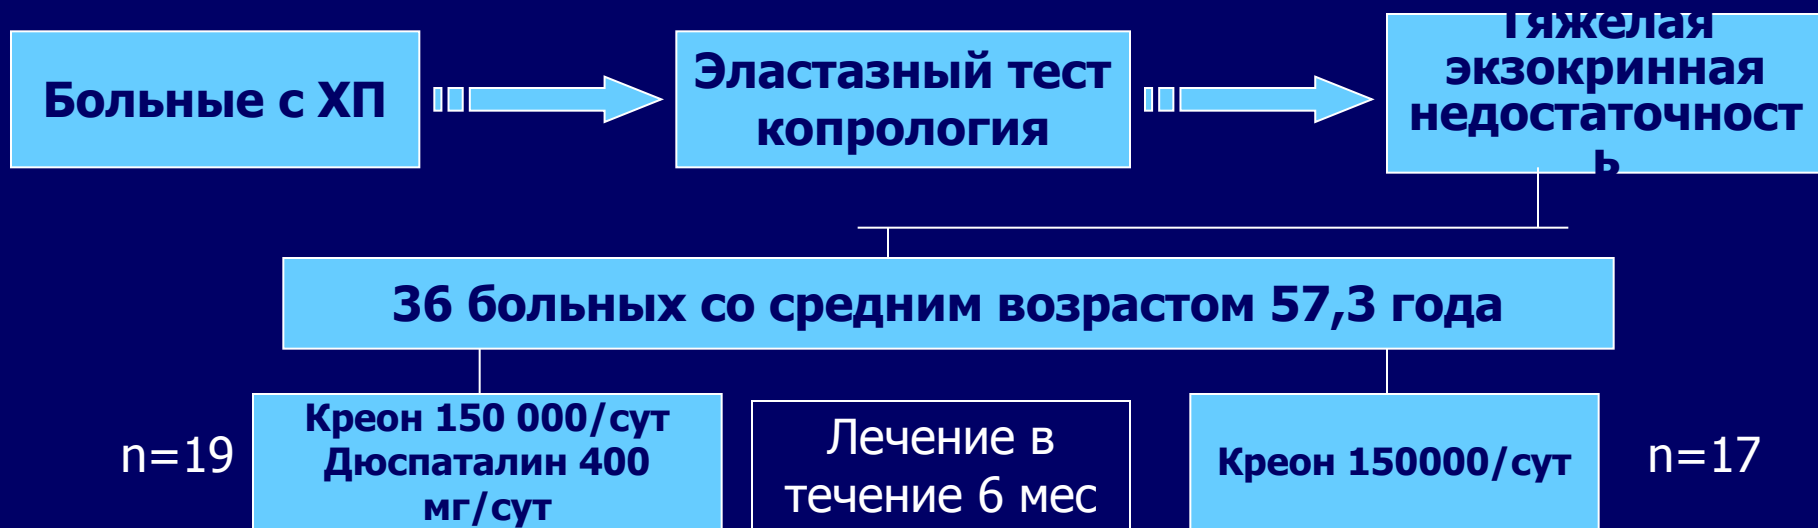 Больные с ХП
Эластазный тест
копрология
Тяжелая
экзокринная
недостаточност
ь
36 больных со средним возрастом 57,3 года
n=19
Креон 150 000/сут
Дюспаталин 400
мг/сут
Лечение в
течение 6 мес
Креон 150000/сут
n=17